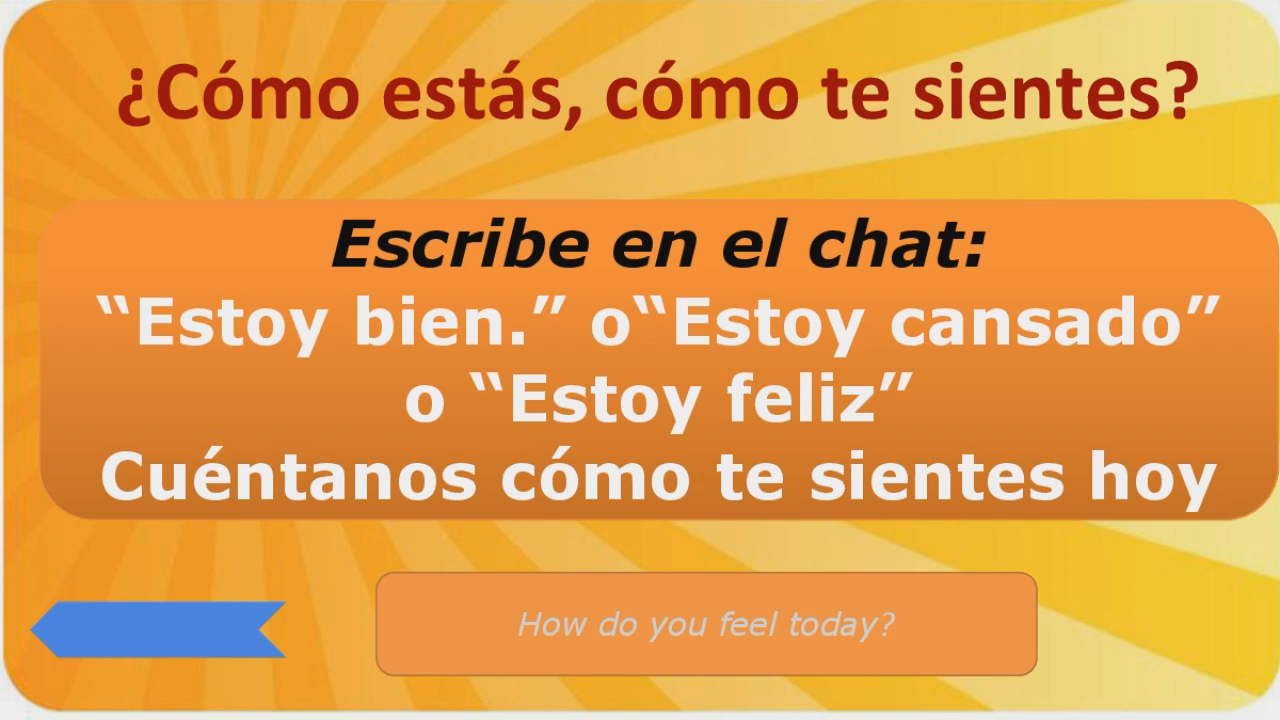 ¿Cómo estás, cómo te sientes?
Escribe en el chat:
“Estoy bien.” o“Estoy cansado”
o “Estoy feliz”
Cuéntanos cómo te sientes hoy
How do you feel today?